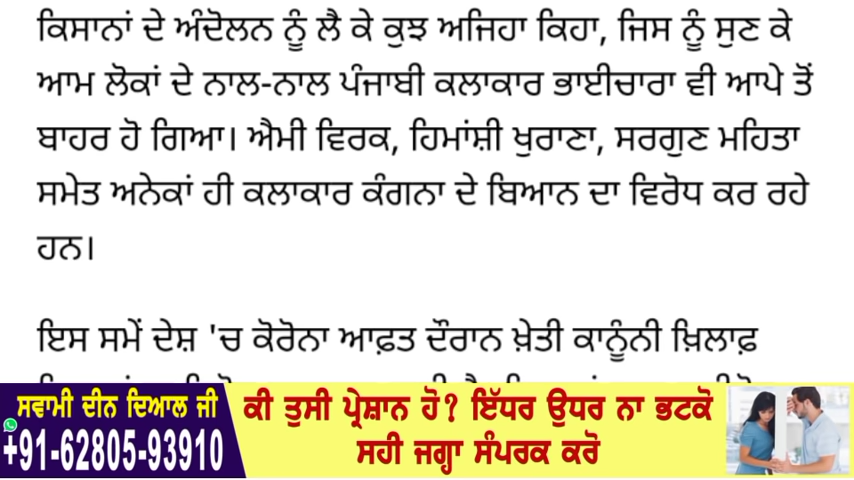 ਕਿਸਾਨਾਂ ਦੇ ਅੰਦੋਲਨ ਨੂੰ ਲੈ ਕੇ ਕੁਝ ਅਜਿਹਾ ਕਿਹਾ, ਜਿਸ ਨੂੰ ਸੁਣ ਕੇ
ਆਮ ਲੋਕਾਂ ਦੇ ਨਾਲ-ਨਾਲ ਪੰਜਾਬੀ ਕਲਾਕਾਰ ਭਾਈਚਾਰਾ ਵੀ ਆਪੇ ਤੋਂ
ਬਾਹਰ ਹੋ ਗਿਆ। ਐਮੀ ਵਿਰਕ, ਹਿਮਾਂਸ਼ੀ ਖੁਰਾਣਾ, ਸਰਗੁਣ ਮਹਿਤਾ
ਸਮੇਤ ਅਨੇਕਾਂ ਹੀ ਕਲਾਕਾਰ ਕੰਗਨਾ ਦੇ ਬਿਆਨ ਦਾ ਵਿਰੋਧ ਕਰ ਰਹੇ
ਹਨ।
ਇਸ ਸਮੇਂ ਦੇਸ਼ 'ਚ ਕੋਰੋਨਾ ਆਫ਼ਤ ਦੌਰਾਨ ਖ਼ੇਤੀ ਕਾਨੂੰਨੀ ਖ਼ਿਲਾਫ਼
ਸਵਾਮੀ ਦੀਨ ਦਿਆਲ ਜੀ
+91-62805-93910
ਕੀ ਤੁਸੀ ਪ੍ਰੇਸ਼ਾਨ ਹੋ? ਇੱਧਰ ਉਧਰ ਨਾ ਭਟਕੋ
ਸਹੀ ਜਗ੍ਹਾ ਸੰਪਰਕ ਕਰੋ